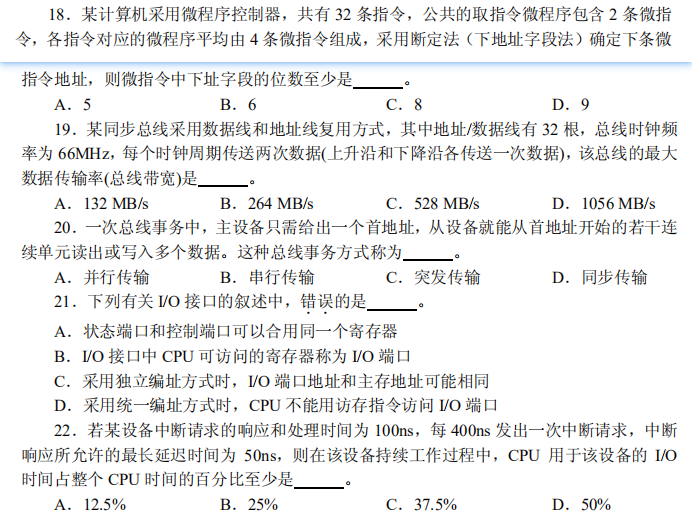 18．某计算机采用微程序控制器，共有 32 条指令，公共的取指令微程序包含 2 条微指
令，各指令对应的微程序平均由 4 条微指令组成，采用断定法（下地址字段法）确定下条微
指令地址，则微指令中下址字段的位数至少是______。
A．5 B．6 C．8 D．9
19．某同步总线采用数据线和地址线复用方式，其中地址/数据线有 32 根，总线时钟频
率为 66MHz，每个时钟周期传送两次数据(上升沿和下降沿各传送一次数据)，该总线的最大
数据传输率(总线带宽)是______。
A．132 MB/s B．264 MB/s C．528 MB/s D．1056 MB/s
20．一次总线事务中，主设备只需给出一个首地址，从设备就能从首地址开始的若干连
续单元读出或写入多个数据。这种总线事务方式称为______。
A．并行传输 B．串行传输 C．突发传输 D．同步传输
21．下列有关 I/O 接口的叙述中，错误的是______。
A．状态端口和控制端口可以合用同一个寄存器
B．I/O 接口中 CPU 可访问的寄存器称为 I/O 端口
C．采用独立编址方式时，I/O 端口地址和主存地址可能相同
D．采用统一编址方式时，CPU 不能用访存指令访问 I/O 端口
22．若某设备中断请求的响应和处理时间为 100ns，每 400ns 发出一次中断请求，中断
响应所允许的最长延迟时间为 50ns，则在该设备持续工作过程中，CPU 用于该设备的 I/O
时间占整个 CPU 时间的百分比至少是______。
A．12.5% B．25% C．37.5% D．50%